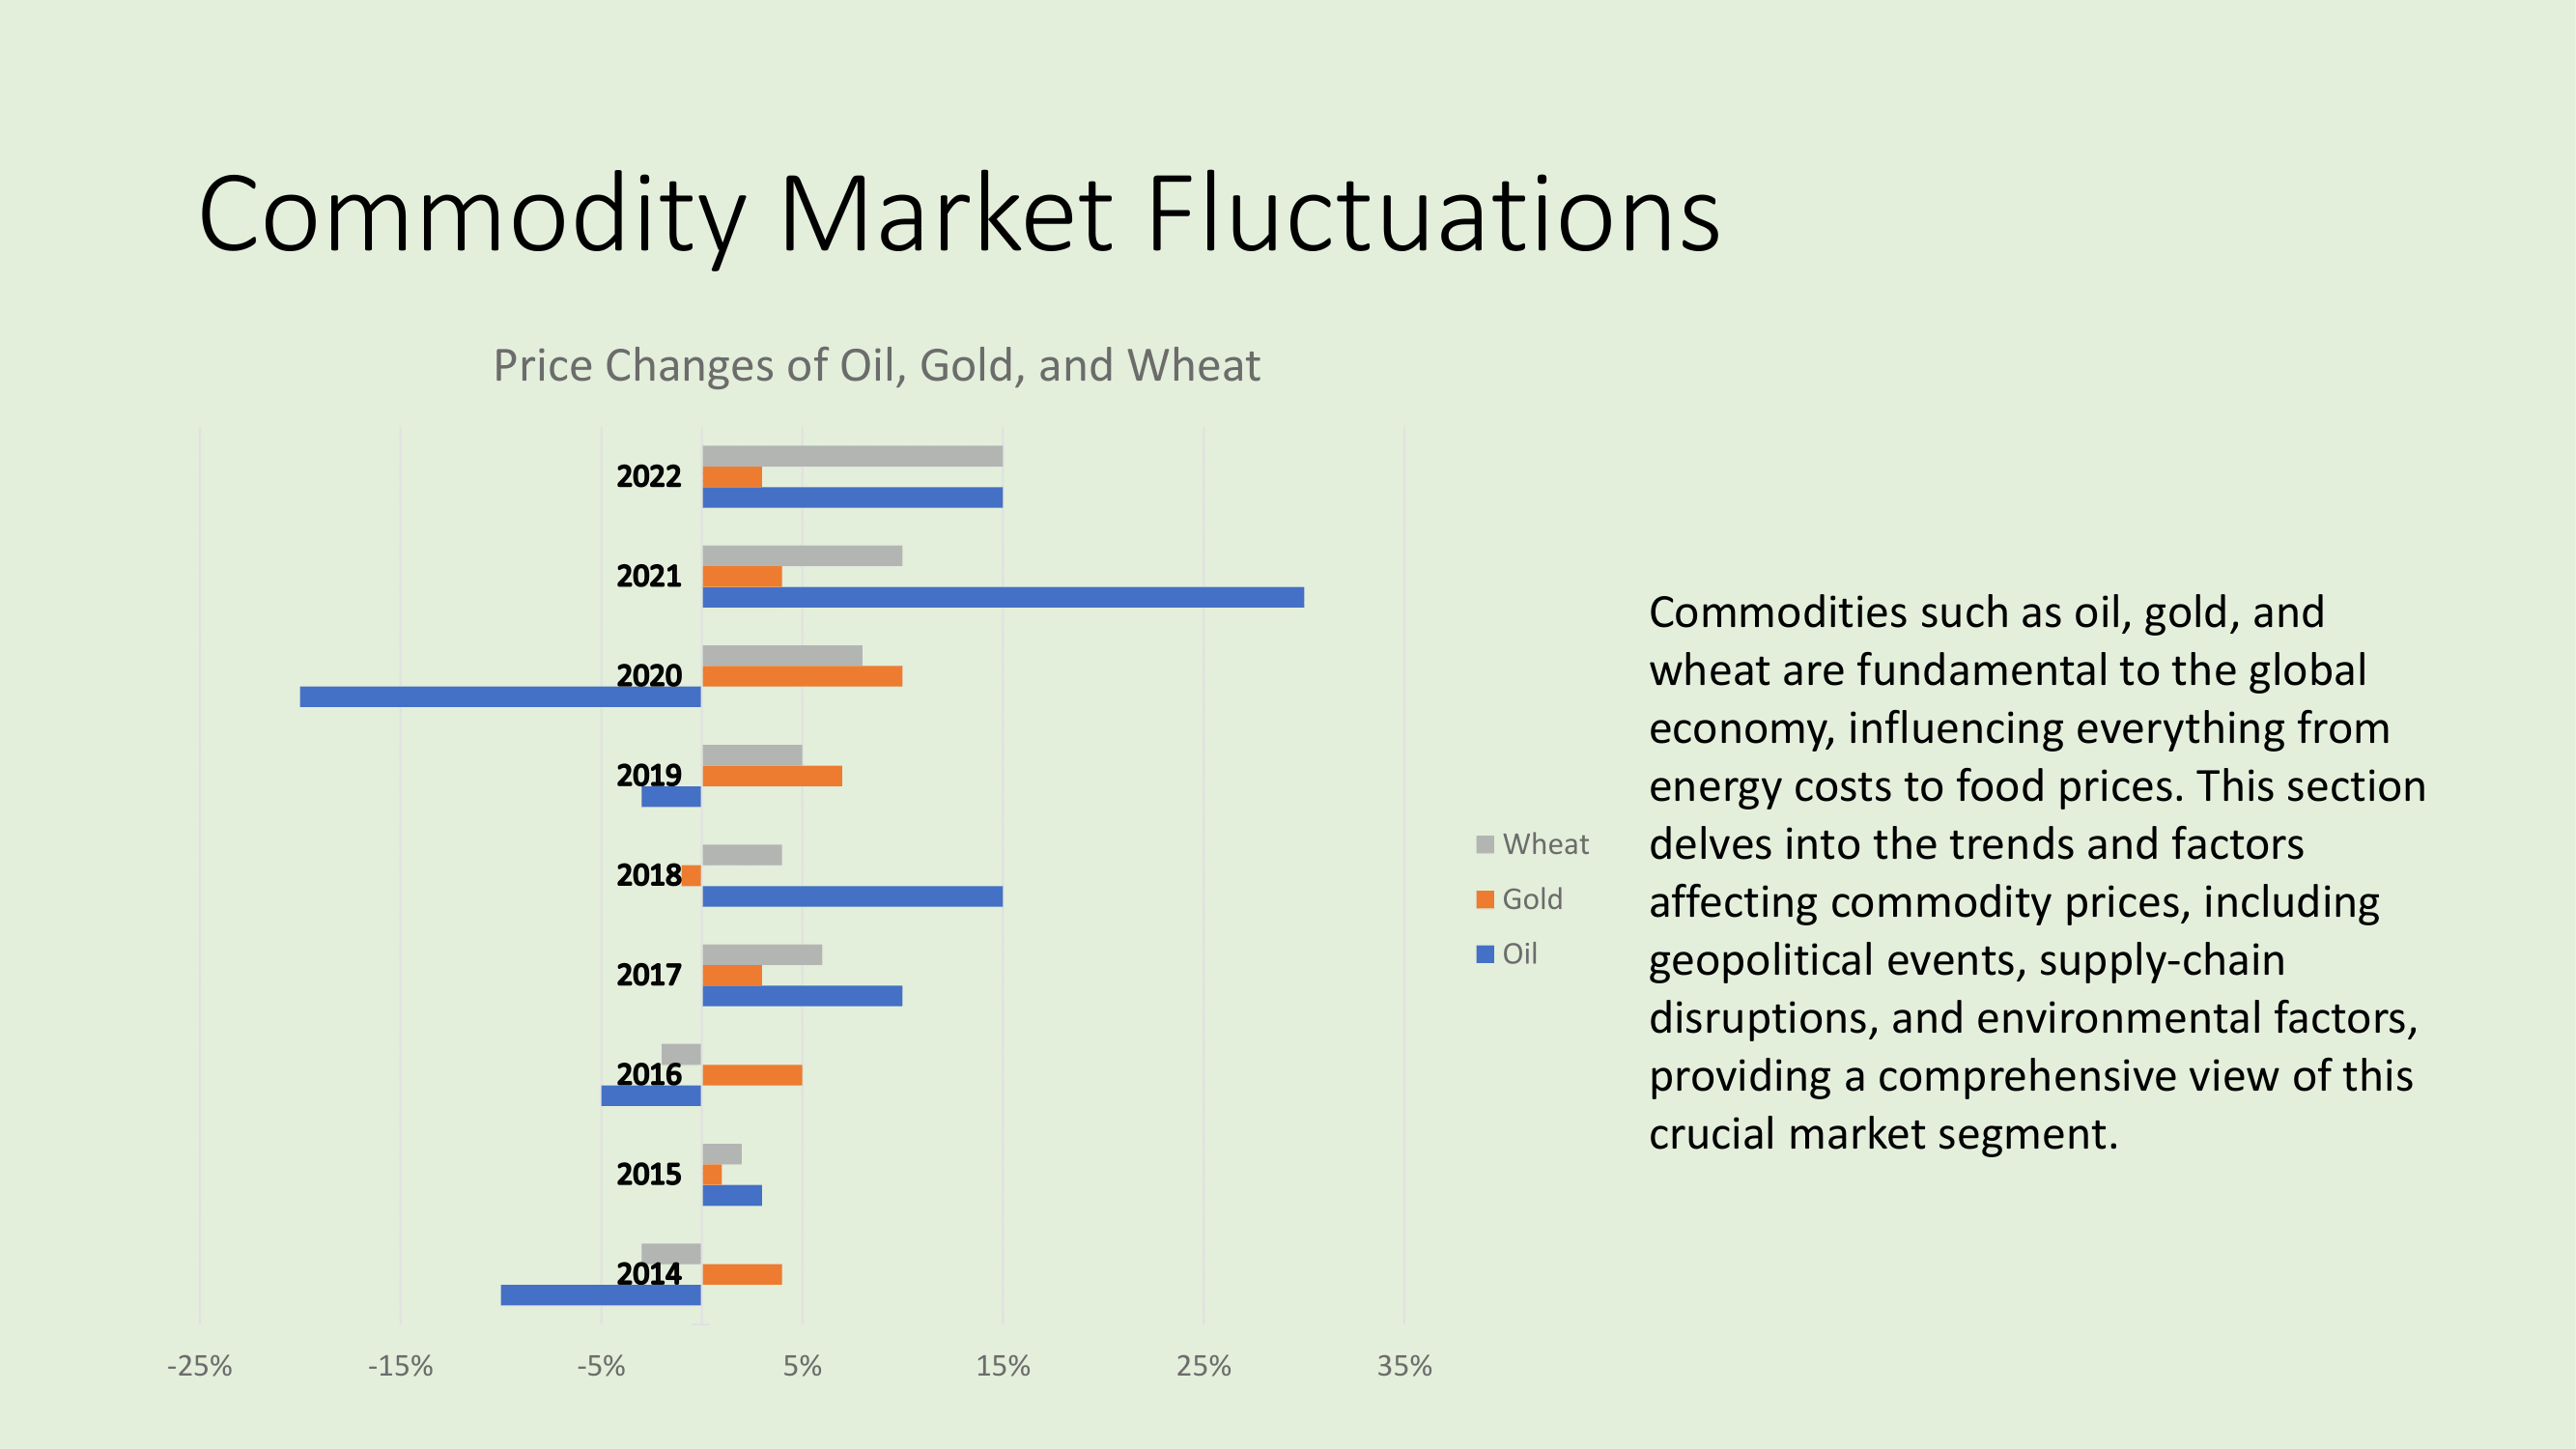 Commodity Market Fluctuations
Price Changes of Oil, Gold, and Wheat
2022
2021
2020
2019
2018
2017
2016
2015
2014
-25% -15% -5% 5% 15% 25% 35%
Wheat
Gold
Oil
Commodities such as oil, gold, and
wheat are fundamental to the global
economy, influencing everything from
energy costs to food prices. This section
delves into the trends and factors
affecting commodity prices, including
geopolitical events, supply-chain
disruptions, and environmental factors,
providing a comprehensive view of this
crucial market segment.